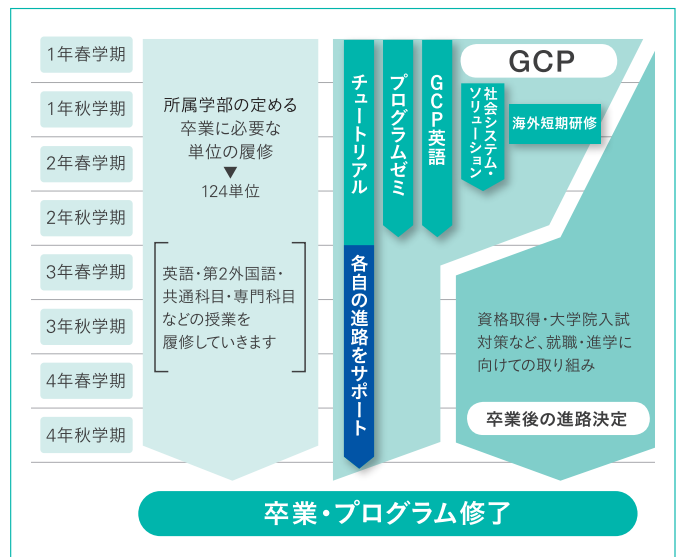 1年春学期
1年秋学期
2年春学期
2年秋学期
3年春学期
3年秋学期
4年春学期
4年秋学期
所属学部の定める
卒業に必要な
単位の履修
▼
124単位
英語・第2外国語・
共通科目・専門科目
などの授業を
履修していきます
GCP
チュートリアル
各自の進路をサポート
プログラムゼミ
GCP英語
社会システム・
ソリューション
海外短期研修
資格取得・大学院入試
対策など、就職・進学に
向けての取り組み
卒業後の進路決定
卒業・プログラム修了